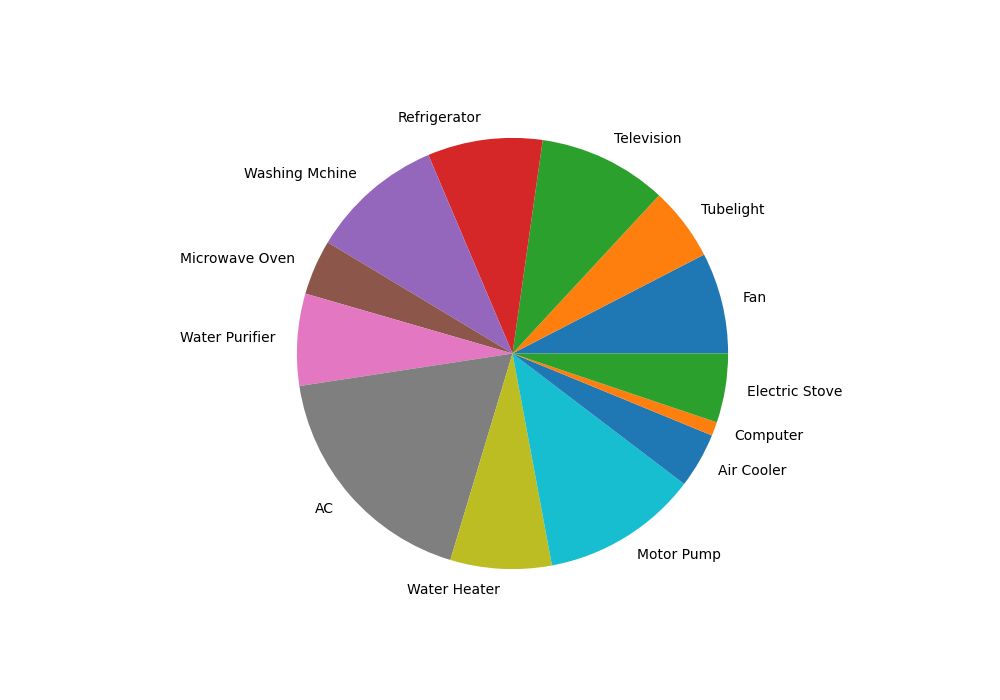 Refrigerator
Television
Washing Mchine
Tubelight
Microwave Oven
Fan
Water Purifier
Electric Stove
Computer
Air Cooler
AC
Motor Pump
Water Heater